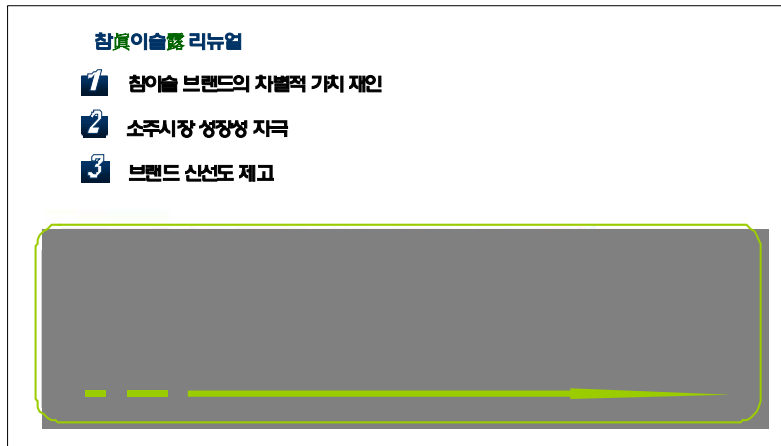 참眞이슬露 리뉴얼
1 참이슬 브랜드의 차별적 가치 재인
2 소주시장 성장성 자극
3 브랜드 신선도 제고